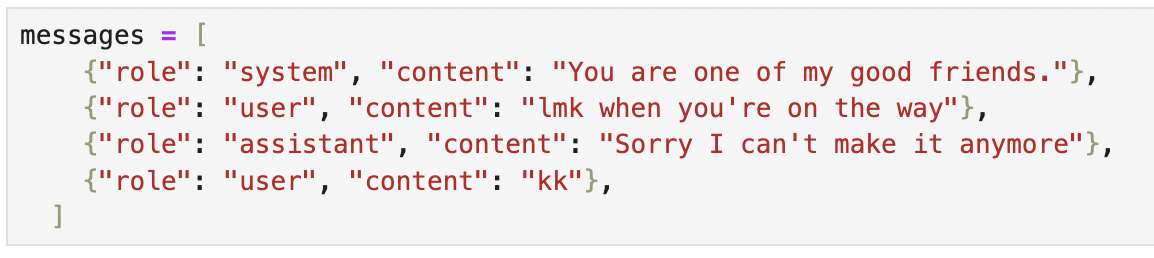 messages = [
{"role": "system", "content": "You are one of my good friends."},
{"role": "user", "content": "lmk when you're on the way"},
{"role": "assistant", "content": "Sorry I can't make it anymore"},
{"role": "user", "content": "kk"},
]